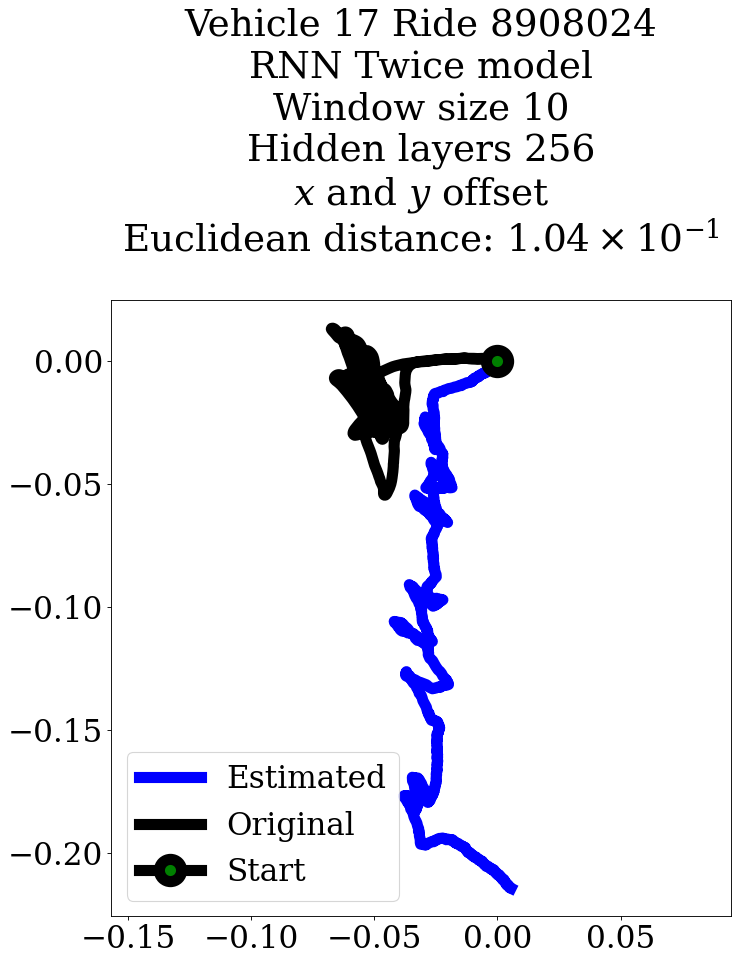 Vehicle 17 Ride 8908024
RNN Twice model
Window size 10
Hidden layers 256
x and y offset
Euclidean distance: 1.04 × 10⁻¹
0.00
−0.05
−0.10
−0.15
−0.20
Estimated
Original
Start
−0.15 −0.10 −0.05 0.00 0.05